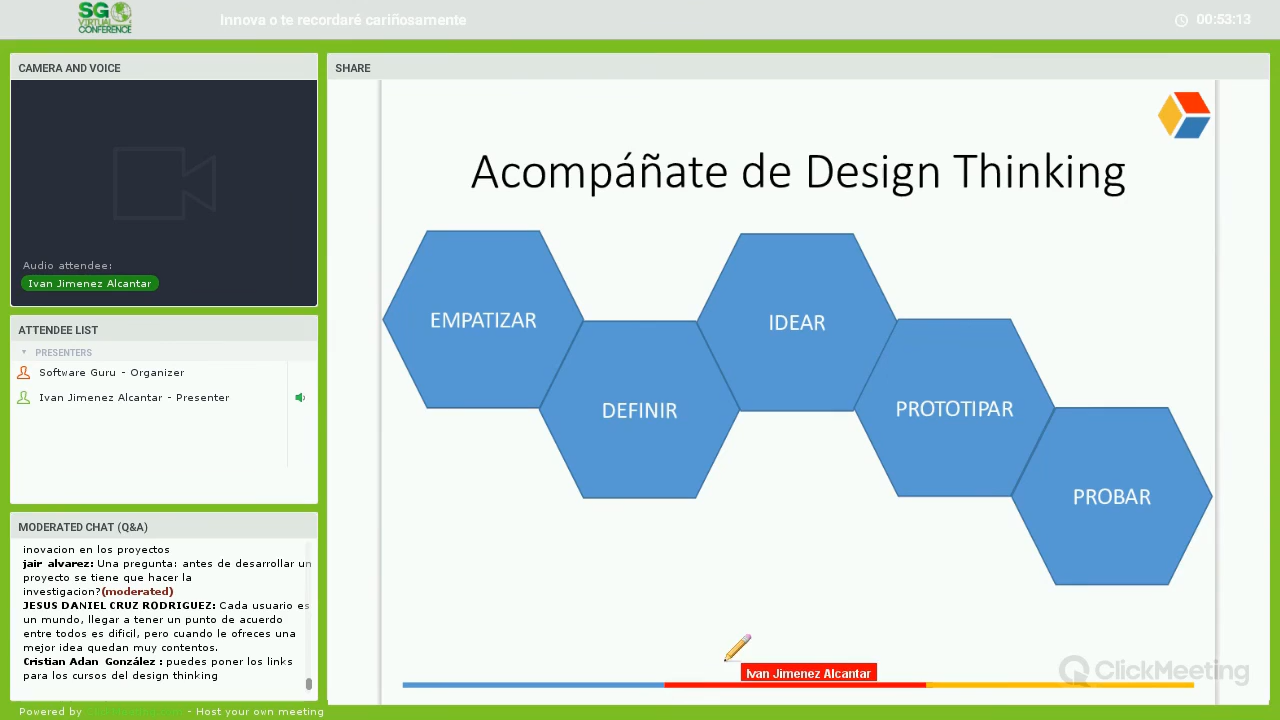 SG
VIRTUAL
CONFERENCE
Innova o te recordaré cariñosamente
00:53:13
CAMERA AND VOICE
Audio attendee:
Ivan Jimenez Alcantar
ATTENDEE LIST
PRESENTERS
Software Guru - Organizer
Ivan Jimenez Alcantar - Presenter
MODERATED CHAT (Q&A)
inovacion en los proyectos
jair alvarez: Una pregunta: antes de desarrollar un
proyecto se tiene que hacer la
investigacion?(moderated)
JESUS DANIEL CRUZ RODRIGUEZ: Cada usuario es
un mundo, llegar a tener un punto de acuerdo
entre todos es dificil, pero cuando le ofreces una
mejor idea quedan muy contentos.
Cristian Adan González : puedes poner los links
para los sursos del design thinking
Powered by
- Host your own meeting
SHARE
Acompáñate de Design Thinking
EMPATIZAR
DEFINIR
IDEAR
PROTOTIPAR
PROBAR
Ivan Jimenez Alcantar
ClickMeeting